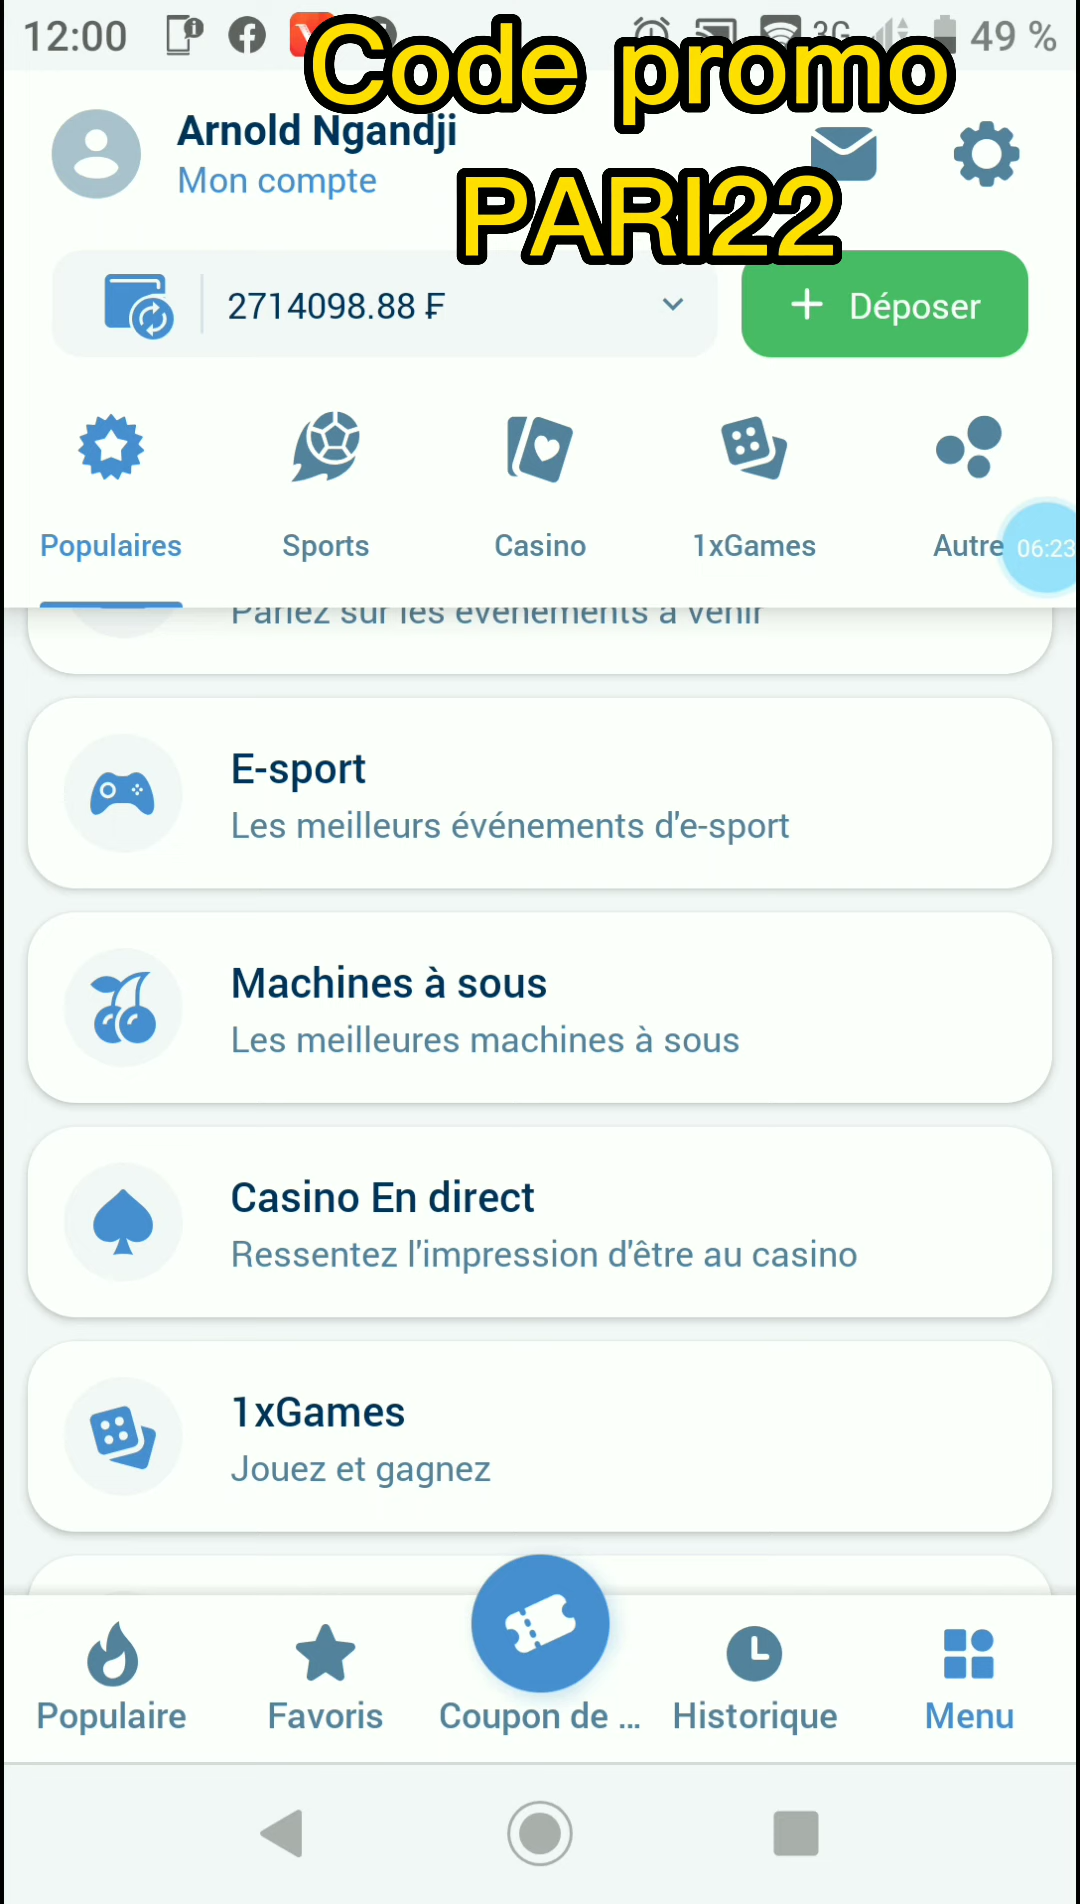 12:00
3G
49 %
Code promo
PARI22
Arnold Ngandji
Mon compte
2714098.88 ₣
+ Déposer
Populaires
Sports
Casino
1xGames
Autre
06:23
Pariez sur les événements à venir
E-sport
Les meilleurs événements d'e-sport
Machines à sous
Les meilleures machines à sous
Casino En direct
Ressentez l'impression d'être au casino
1xGames
Jouez et gagnez
Populaire
Favoris
Coupon de ...
Historique
Menu